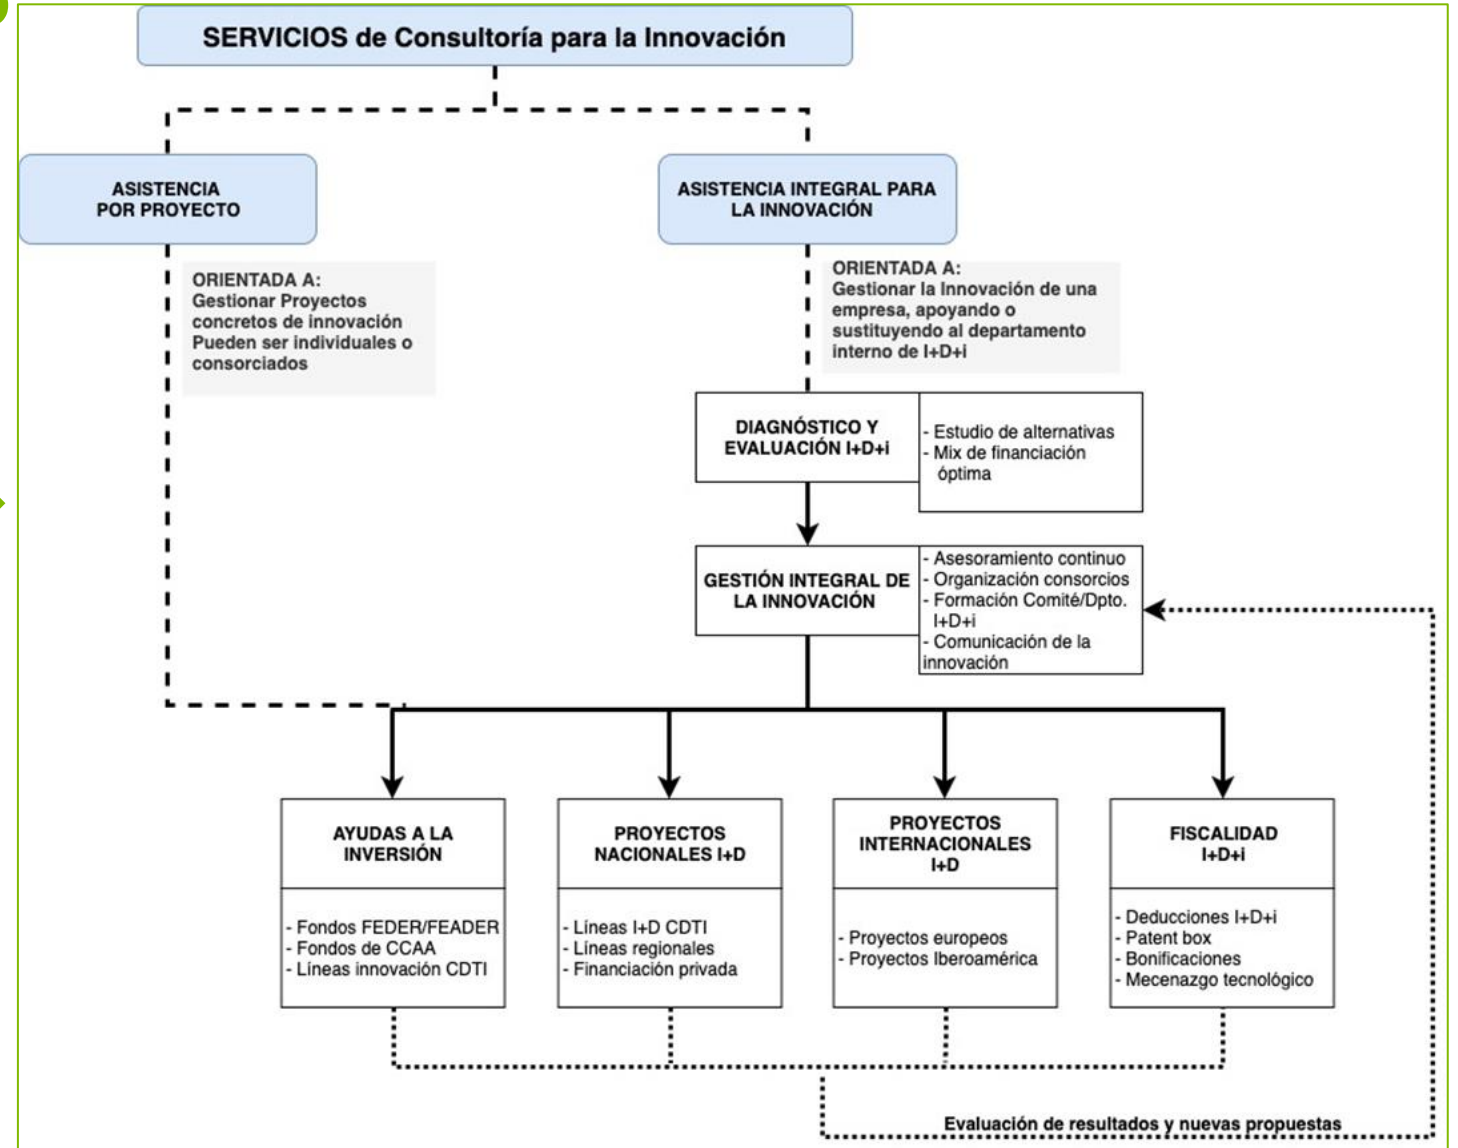 SERVICIOS de Consultoría para la Innovación
ASISTENCIA
POR PROYECTO
ASISTENCIA INTEGRAL PARA
LA INNOVACIÓN
ORIENTADA A:
Gestionar Proyectos
concretos de innovación
Pueden ser individuales o
consorciados
ORIENTADA A:
Gestionar la Innovación de una
empresa, apoyando o
sustituyendo al departamento
interno de I+D+i
DIAGNÓSTICO Y
EVALUACIÓN I+D+i
- Estudio de alternativas
- Mix de financiación
óptima
GESTIÓN INTEGRAL DE
LA INNOVACIÓN
- Asesoramiento continuo
- Organización consorcios
- Formación Comité/Dpto.
I+D+i
- Comunicación de la
innovación
AYUDAS A LA
INVERSIÓN
- Fondos FEDER/FEADER
- Fondos de CCAA
- Líneas innovación CDTI
PROYECTOS
NACIONALES I+D
- Líneas I+D CDTI
- Líneas regionales
- Financiación privada
PROYECTOS
INTERNACIONALES
I+D
- Proyectos europeos
- Proyectos Iberoamérica
FISCALIDAD
I+D+i
- Deducciones I+D+i
- Patent box
- Bonificaciones
- Mecenazgo tecnológico
Evaluación de resultados y nuevas propuestas